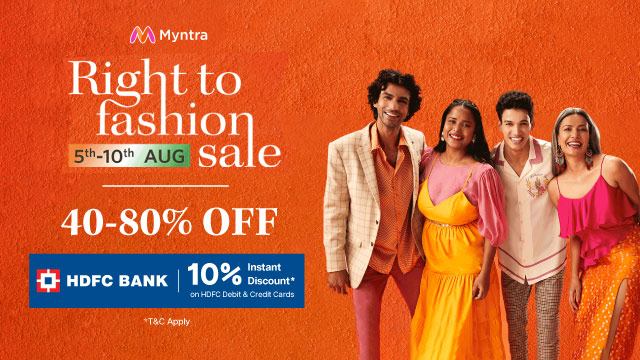 Myntra
Right to
fashion
5th-10th AUG sale
40-80% OFF
HDFC BANK
10% Instant
Discount*
on HDFC Debit & Credit Cards
*T&C Apply